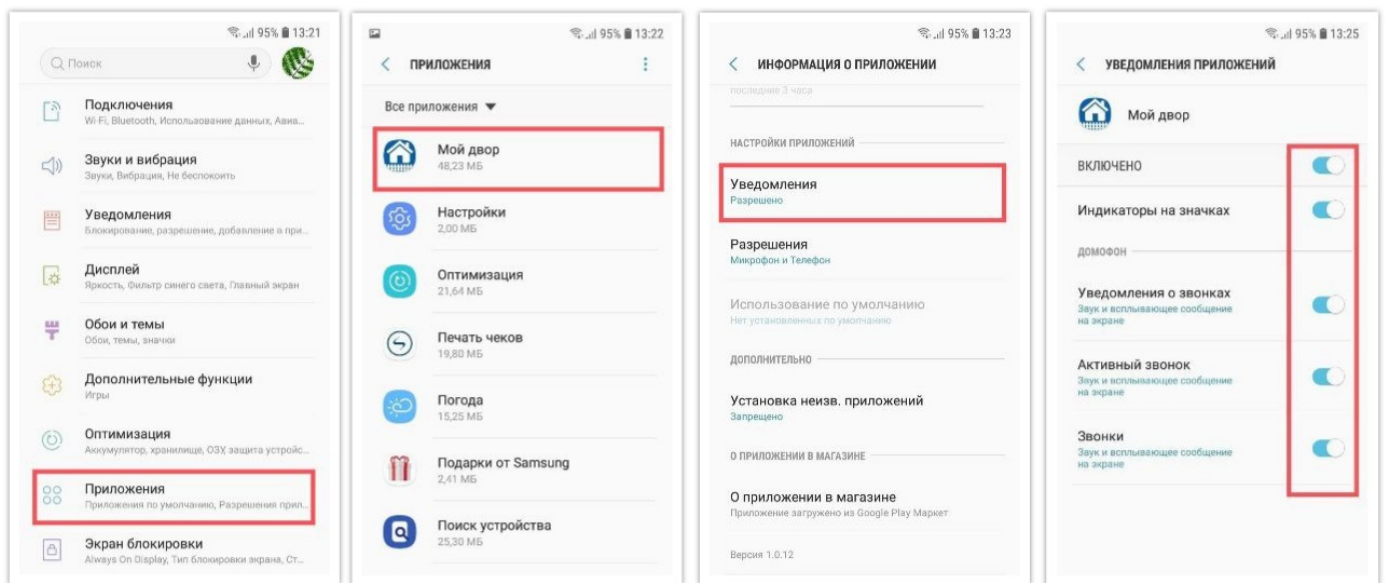 95% 13:21
Поиск
Подключения
Wi-Fi, Bluetooth, Использование данных, Авиа...
Звуки и вибрация
Звуки, Вибрация, Не беспокоить
Уведомления
Блокирование, разрешение, добавление в при...
Дисплей
Яркость, Фильтр синего света, Главный экран
Обои и темы
Обои, темы, значки
Дополнительные функции
Игры
Оптимизация
Аккумулятор, хранилище, ОЗУ, защита устройс...
Приложения
Приложения по умолчанию, Разрешения прил...
Экран блокировки
Always On Display, Тип блокировки экрана, Ст...
95% 13:22
ПРИЛОЖЕНИЯ
Все приложения
Мой двор
48,23 МБ
Настройки
2,00 МБ
Оптимизация
21,64 МБ
Печать чеков
19,80 МБ
Погода
15,25 МБ
Подарки от Samsung
2,41 МБ
Поиск устройства
25,30 МБ
95% 13:23
ИНФОРМАЦИЯ О ПРИЛОЖЕНИИ
последние 3 часа
НАСТРОЙКИ ПРИЛОЖЕНИЙ
Уведомления
Разрешено
Разрешения
Микрофон и Телефон
Использование по умолчанию
Нет установленных по умолчанию
ДОПОЛНИТЕЛЬНО
Установка неизв. приложений
Запрещено
О ПРИЛОЖЕНИИ В МАГАЗИНЕ
О приложении в магазине
Приложение загружено из Google Play Маркет
Версия 1.0.12
95% 13:25
УВЕДОМЛЕНИЯ ПРИЛОЖЕНИЙ
Мой двор
ВКЛЮЧЕНО
Индикаторы на значках
ДОМОФОН
Уведомления о звонках
Звук и всплывающее сообщение
на экране
Активный звонок
Звук и всплывающее сообщение
на экране
Звонки
Звук и всплывающее сообщение
на экране